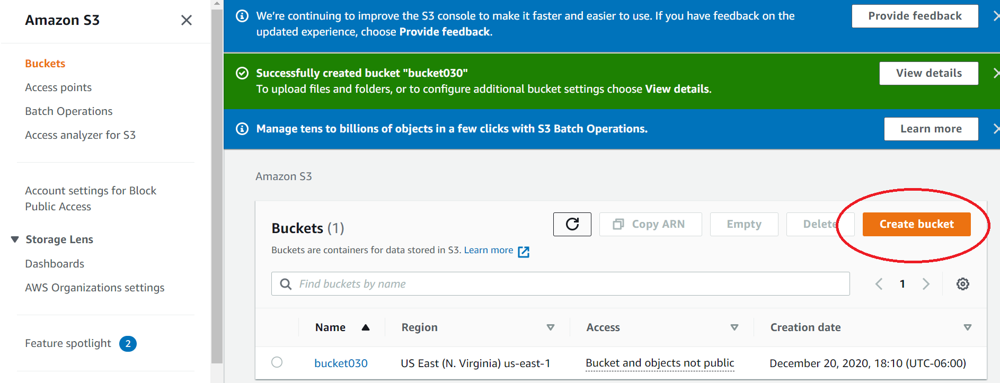 Amazon S3
Buckets
Access points
Batch Operations
Access analyzer for S3
Account settings for Block
Public Access
Storage Lens
Dashboards
AWS Organizations settings
Feature spotlight 2
We're continuing to improve the S3 console to make it faster and easier to use. If you have feedback on the
updated experience, choose Provide feedback.
Provide feedback
Successfully created bucket "bucket030"
To upload files and folders, or to configure additional bucket settings choose View details.
View details
Manage tens to billions of objects in a few clicks with S3 Batch Operations.
Learn more
Amazon S3
Buckets (1)
Copy ARN
Empty
Delete
Create bucket
Buckets are containers for data stored in S3. Learn more
Find buckets by name
1
Name Region Access Creation date
bucket030 US East (N. Virginia) us-east-1 Bucket and objects not public December 20, 2020, 18:10 (UTC-06:00)